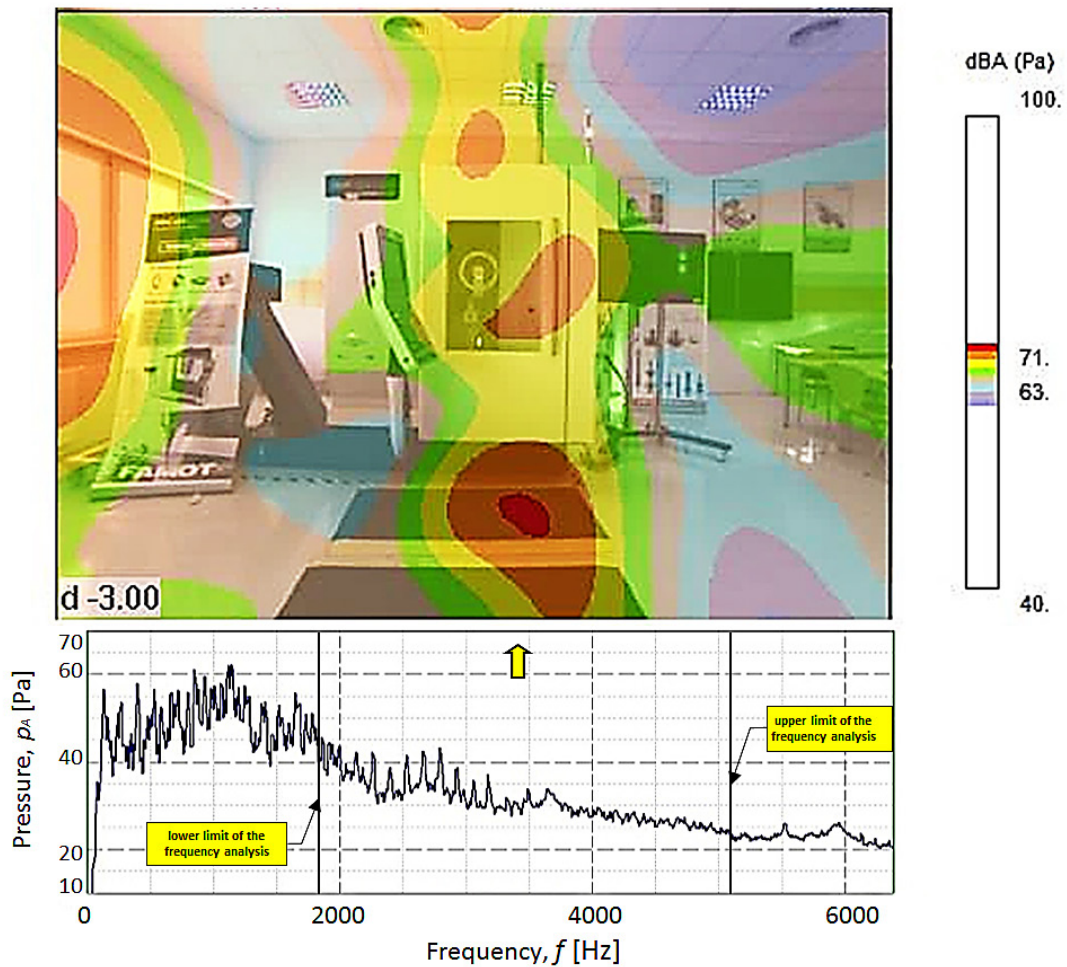 dBA (Pa)
100.
71.
63.
40.
FAMOT
d -3.00
70
60
40
20
10
Pressure, pA [Pa]
lower limit of the
frequency analysis
upper limit of the
frequency analysis
0
2000
4000
6000
Frequency, f [Hz]